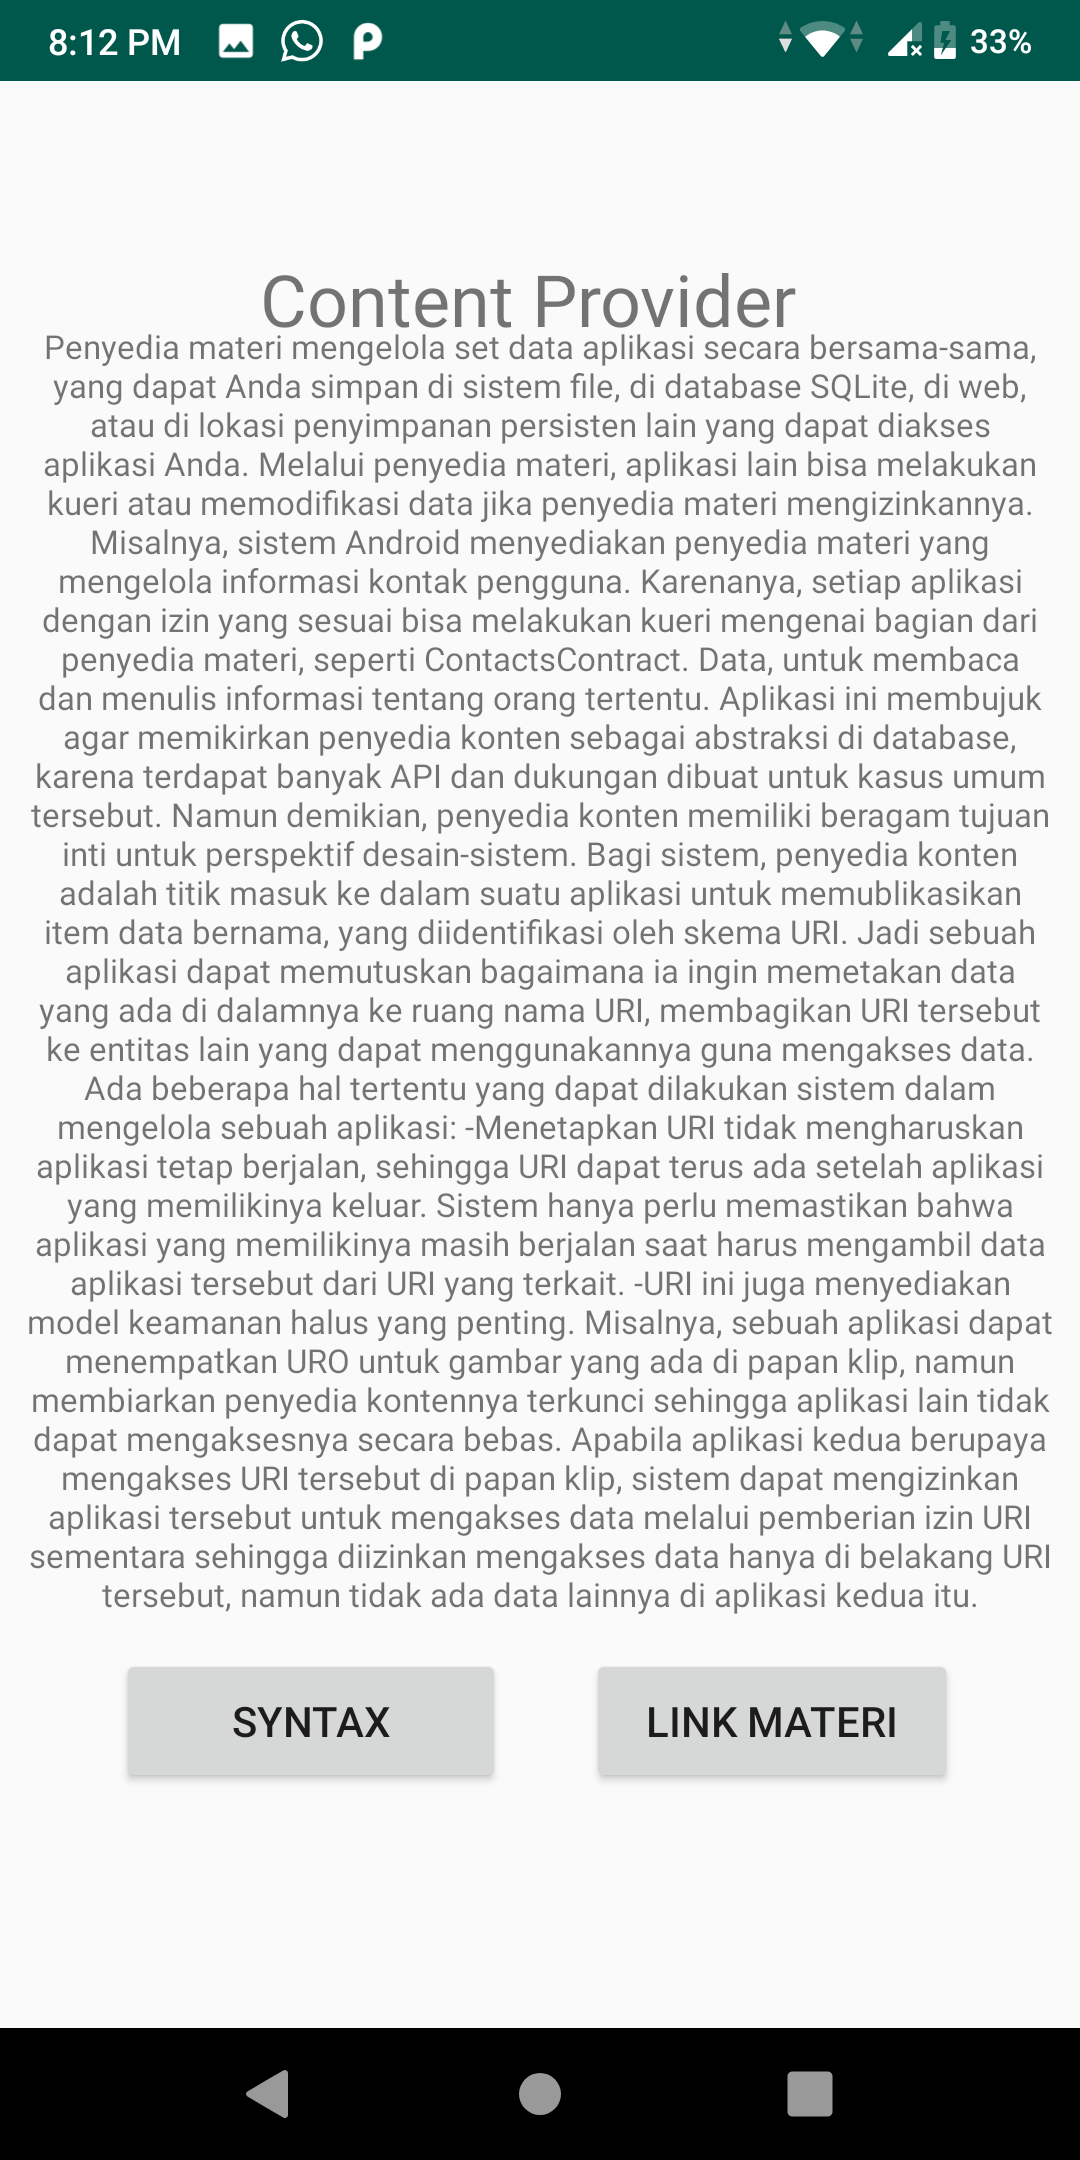 8:12 PM
33%
Content Provider
Penyedia materi mengelola set data aplikasi secara bersama-sama,
yang dapat Anda simpan di sistem file, di database SQLite, di web,
atau di lokasi penyimpanan persisten lain yang dapat diakses
aplikasi Anda. Melalui penyedia materi, aplikasi lain bisa melakukan
kueri atau memodifikasi data jika penyedia materi mengizinkannya.
Misalnya, sistem Android menyediakan penyedia materi yang
mengelola informasi kontak pengguna. Karenanya, setiap aplikasi
dengan izin yang sesuai bisa melakukan kueri mengenai bagian dari
penyedia materi, seperti ContactsContract. Data, untuk membaca
dan menulis informasi tentang orang tertentu. Aplikasi ini membujuk
agar memikirkan penyedia konten sebagai abstraksi di database,
karena terdapat banyak API dan dukungan dibuat untuk kasus umum
tersebut. Namun demikian, penyedia konten memiliki beragam tujuan
inti untuk perspektif desain-sistem. Bagi sistem, penyedia konten
adalah titik masuk ke dalam suatu aplikasi untuk memublikasikan
item data bernama, yang diidentifikasi oleh skema URI. Jadi sebuah
aplikasi dapat memutuskan bagaimana ia ingin memetakan data
yang ada di dalamnya ke ruang nama URI, membagikan URI tersebut
ke entitas lain yang dapat menggunakannya guna mengakses data.
Ada beberapa hal tertentu yang dapat dilakukan sistem dalam
mengelola sebuah aplikasi: -Menetapkan URI tidak mengharuskan
aplikasi tetap berjalan, sehingga URI dapat terus ada setelah aplikasi
yang memilikinya keluar. Sistem hanya perlu memastikan bahwa
aplikasi yang memilikinya masih berjalan saat harus mengambil data
aplikasi tersebut dari URI yang terkait. -URI ini juga menyediakan
model keamanan halus yang penting. Misalnya, sebuah aplikasi dapat
menempatkan URO untuk gambar yang ada di papan klip, namun
membiarkan penyedia kontennya terkunci sehingga aplikasi lain tidak
dapat mengaksesnya secara bebas. Apabila aplikasi kedua berupaya
mengakses URI tersebut di papan klip, sistem dapat mengizinkan
aplikasi tersebut untuk mengakses data melalui pemberian izin URI
sementara sehingga diizinkan mengakses data hanya di belakang URI
tersebut, namun tidak ada data lainnya di aplikasi kedua itu.
SYNTAX
LINK MATERI